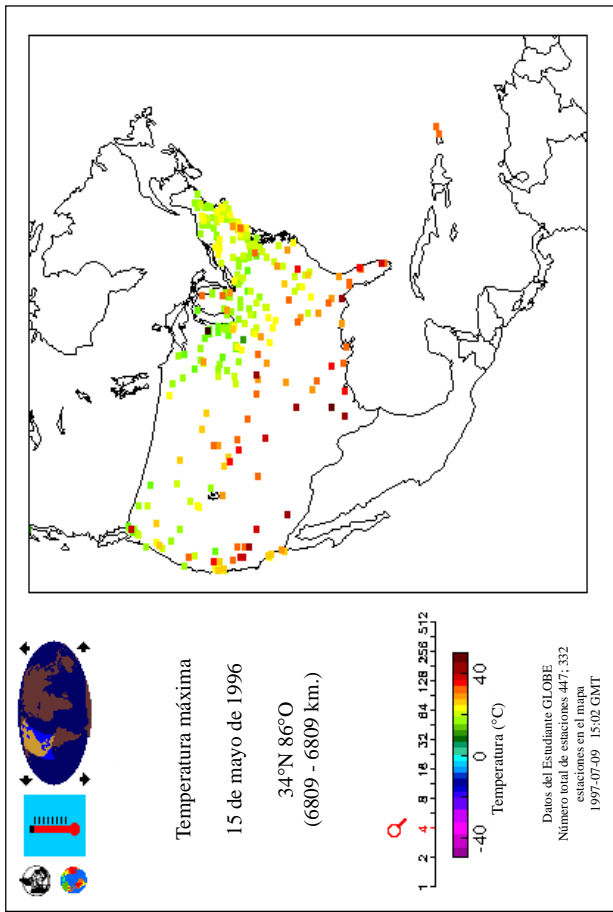 Temperatura máxima
15 de mayo de 1996
34°N 86°O
(6809 - 6809 km.)
1 2 4 8 16 32 64 128 256 512
-40 0 40
Temperatura (°C)
Datos del Estudiante GLOBE
Número total de estaciones 447; 332
estaciones en el mapa
1997-07-09 15:02 GMT